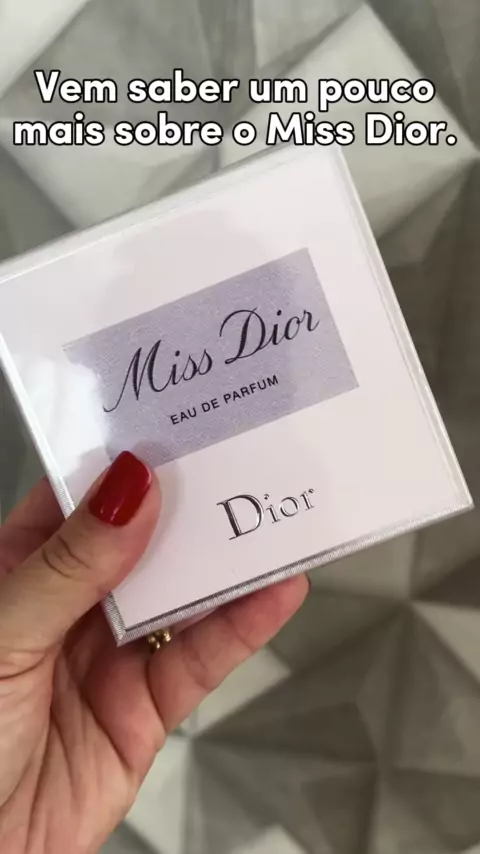 Vem saber um pouco
mais sobre o Miss Dior.
Miss Dior
EAU DE PARFUM
Dior